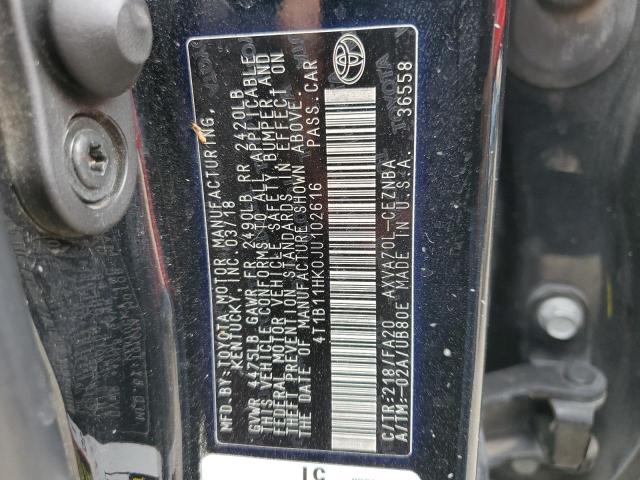 MFD. BY: TOYOTA MOTOR MANUFACTURING,
KENTUCKY, INC. 03/18
GVWR 4475LB GAWR FR 2490LB RR 2420LB
THIS VEHICLE CONFORMS TO ALL APPLICABLE
FEDERAL MOTOR VEHICLE SAFETY, BUMPER AND
THEFT PREVENTION STANDARDS IN EFFECT ON
THE DATE OF MANUFACTURE SHOWN ABOVE.
4T1B11HK0JU102616 PASS.CAR
C/TR:218/FA20 AXVA70L-CEZNBA
A/TM:-02A/UB80E MADE IN U.S.A. 36558
TOYOTA